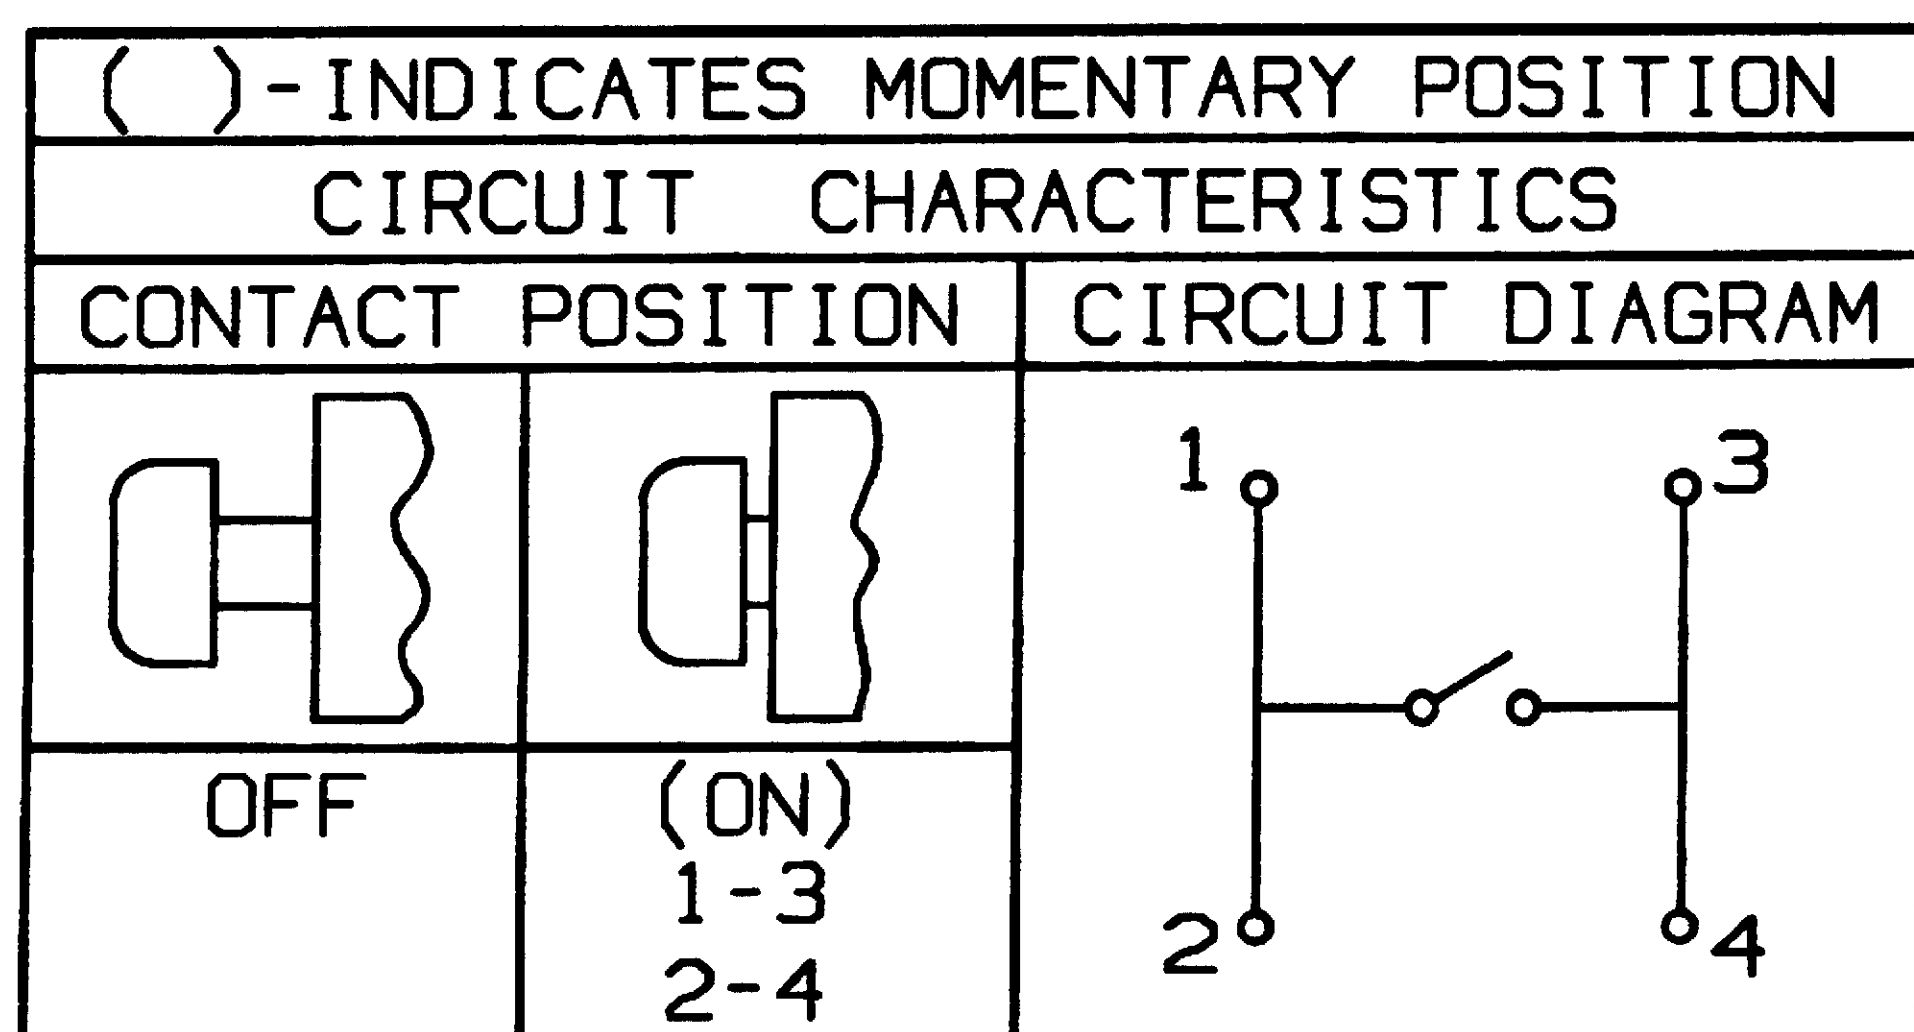 ( )-INDICATES MOMENTARY POSITION
CIRCUIT CHARACTERISTICS
CONTACT POSITION CIRCUIT DIAGRAM
1 3
OFF (ON)
1-3
2-4
2 4